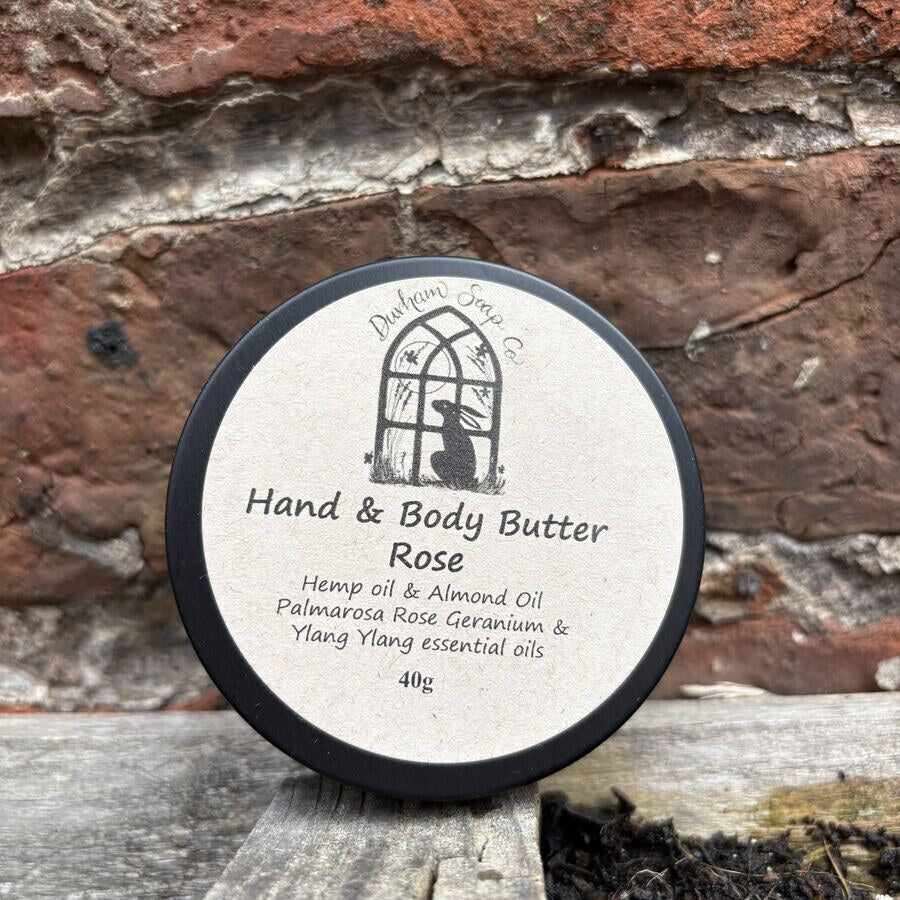 Durham Soap Co
Hand & Body Butter
Rose
Hemp oil & Almond Oil
Palmarosa Rose Geranium &
Ylang Ylang essential oils
40g